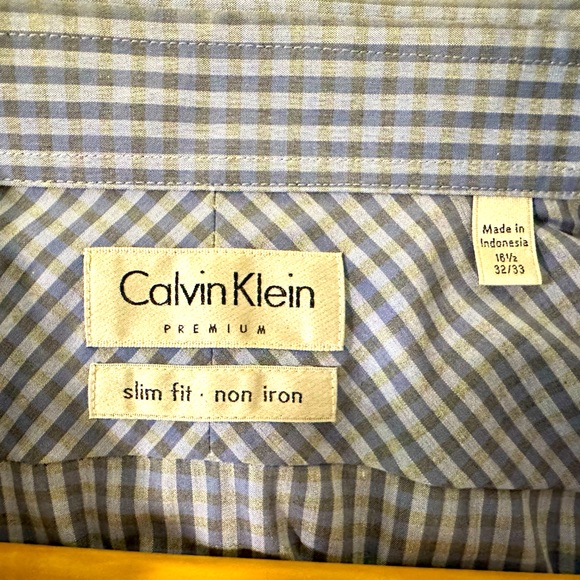 Calvin Klein
PREMIUM
slim fit · non iron
Made in
Indonesia
16½
32/33